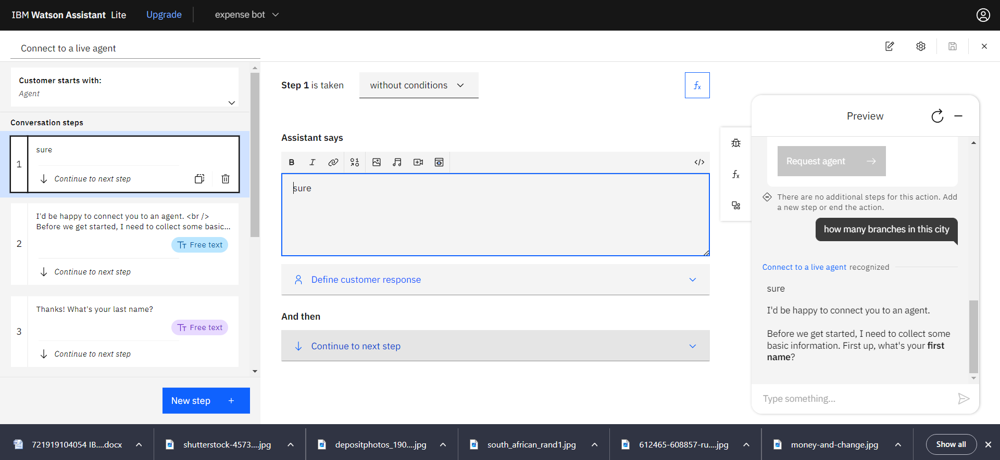 IBM Watson Assistant Lite
Upgrade
expense bot
Connect to a live agent
Customer starts with:
Agent
Conversation steps
1
sure
Continue to next step
2
I'd be happy to connect you to an agent. <br />
Before we get started, I need to collect some basic...
Free text
Continue to next step
3
Thanks! What's your last name?
Free text
Continue to next step
New step +
Step 1 is taken
without conditions
fx
Assistant says
B I
</>
sure
Define customer response
And then
Continue to next step
fx
Preview
Request agent
There are no additional steps for this action. Add
a new step or end the action.
how many branches in this city
Connect to a live agent recognized
sure
I'd be happy to connect you to an agent.
Before we get started, I need to collect some
basic information. First up, what's your first
name?
Type something...
721919104054 IB....docx
shutterstock-4573....jpg
depositphotos_190....jpg
south_african_rand1.jpg
612465-608857-ru....jpg
money-and-change.jpg
Show all